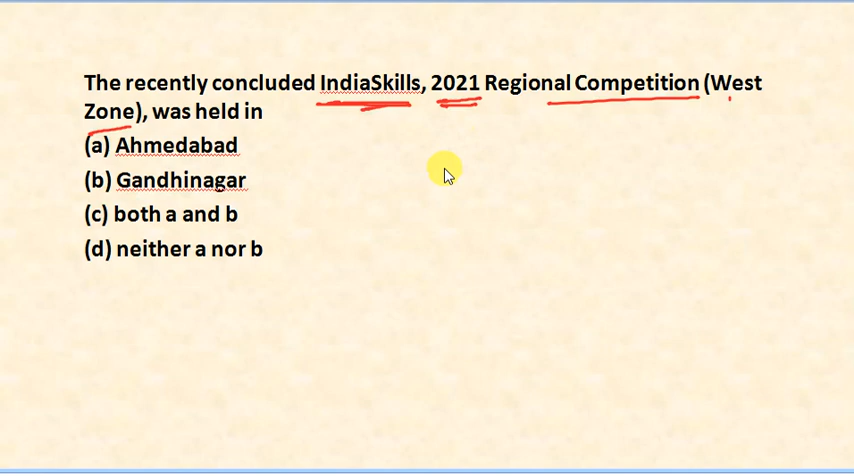 The recently concluded IndiaSkills, 2021 Regional Competition (West
Zone), was held in
(a) Ahmedabad
(b) Gandhinagar
(c) both a and b
(d) neither a nor b